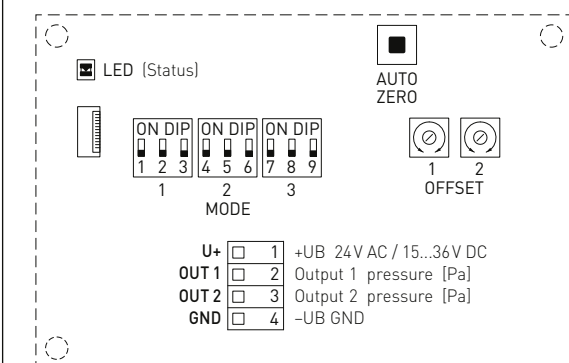 LED (Status)
AUTO
ZERO
ON DIP ON DIP ON DIP
1 2 3 4 5 6 7 8 9
1 2 3
MODE
1 2
OFFSET
U+ 1 +UB 24V AC / 15...36V DC
OUT 1 2 Output 1 pressure [Pa]
OUT 2 3 Output 2 pressure [Pa]
GND 4 –UB GND